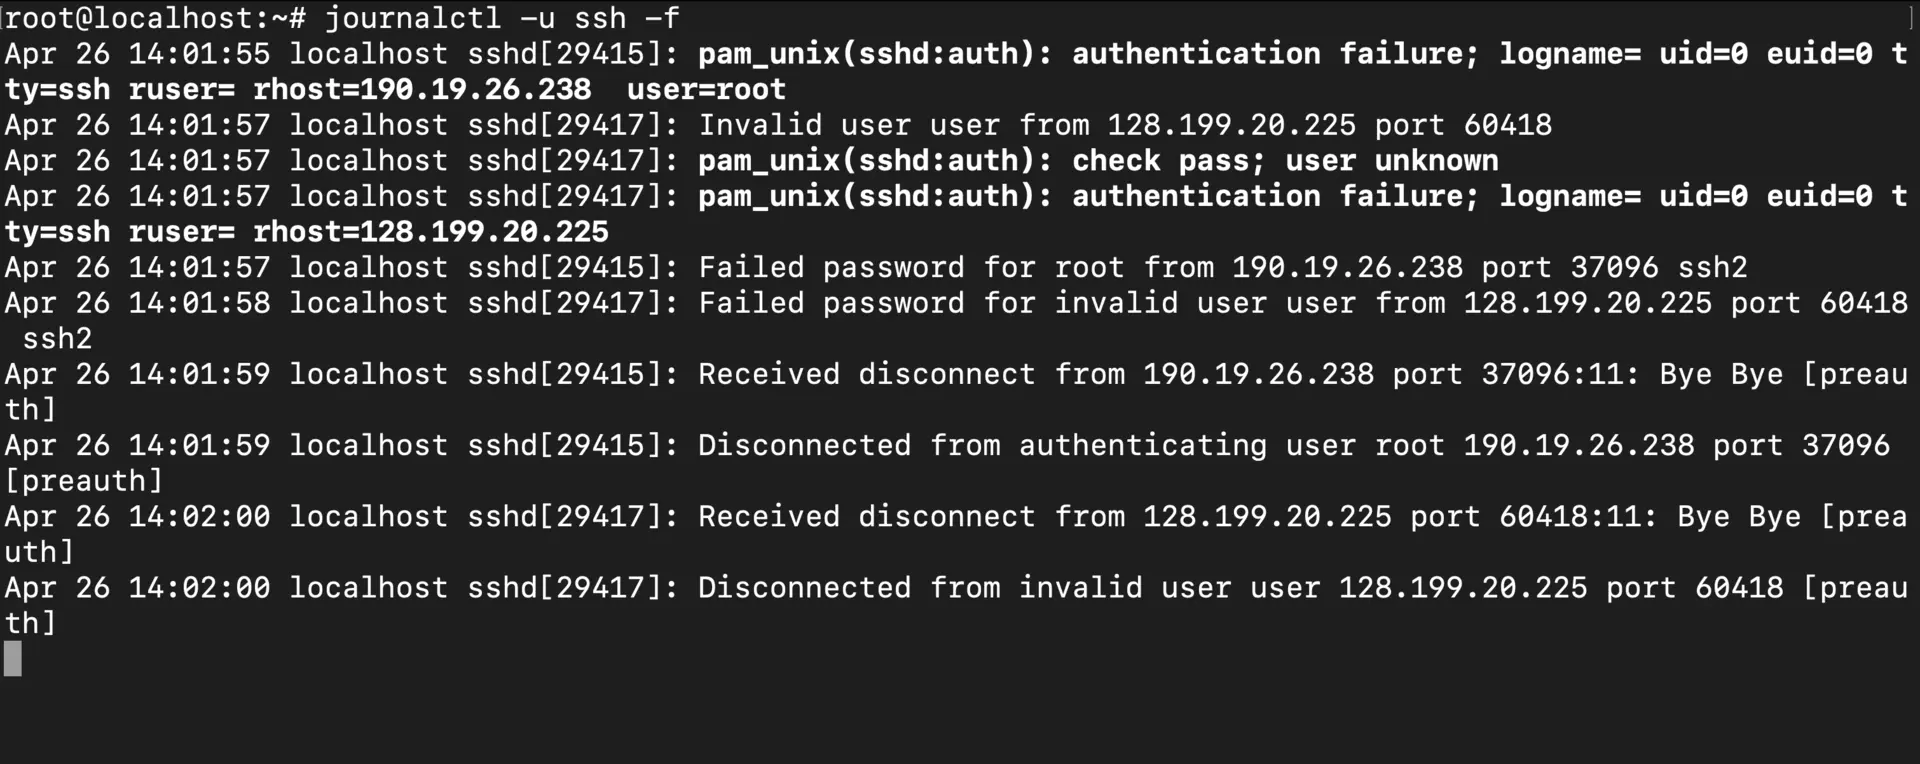 [root@localhost:~# journalctl -u ssh -f ]
Apr 26 14:01:55 localhost sshd[29415]: pam_unix(sshd:auth): authentication failure; logname= uid=0 euid=0 t
ty=ssh ruser= rhost=190.19.26.238  user=root
Apr 26 14:01:57 localhost sshd[29417]: Invalid user user from 128.199.20.225 port 60418
Apr 26 14:01:57 localhost sshd[29417]: pam_unix(sshd:auth): check pass; user unknown
Apr 26 14:01:57 localhost sshd[29417]: pam_unix(sshd:auth): authentication failure; logname= uid=0 euid=0 t
ty=ssh ruser= rhost=128.199.20.225
Apr 26 14:01:57 localhost sshd[29415]: Failed password for root from 190.19.26.238 port 37096 ssh2
Apr 26 14:01:58 localhost sshd[29417]: Failed password for invalid user user from 128.199.20.225 port 60418
 ssh2
Apr 26 14:01:59 localhost sshd[29415]: Received disconnect from 190.19.26.238 port 37096:11: Bye Bye [preau
th]
Apr 26 14:01:59 localhost sshd[29415]: Disconnected from authenticating user root 190.19.26.238 port 37096
[preauth]
Apr 26 14:02:00 localhost sshd[29417]: Received disconnect from 128.199.20.225 port 60418:11: Bye Bye [prea
uth]
Apr 26 14:02:00 localhost sshd[29417]: Disconnected from invalid user user 128.199.20.225 port 60418 [preau
th]